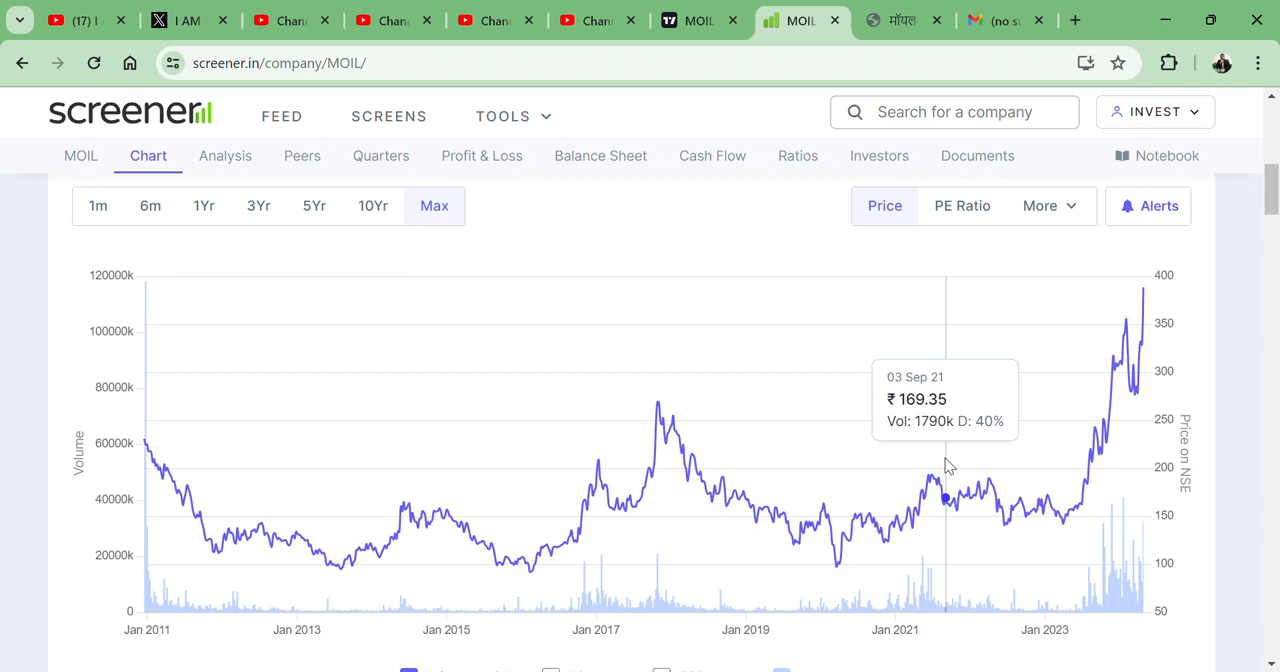 (17) I
I AM
Chan
Chan
Chan
Chan
MOIL
MOIL
मॉयल
(no su
screener.in/company/MOIL/
screener
FEED
SCREENS
TOOLS
Search for a company
INVEST
MOIL
Chart
Analysis
Peers
Quarters
Profit & Loss
Balance Sheet
Cash Flow
Ratios
Investors
Documents
Notebook
1m
6m
1Yr
3Yr
5Yr
10Yr
Max
Price
PE Ratio
More
Alerts
120000k
100000k
80000k
60000k
40000k
20000k
0
Volume
400
350
300
250
200
150
100
50
Price on NSE
03 Sep 21
₹ 169.35
Vol: 1790k D: 40%
Jan 2011
Jan 2013
Jan 2015
Jan 2017
Jan 2019
Jan 2021
Jan 2023